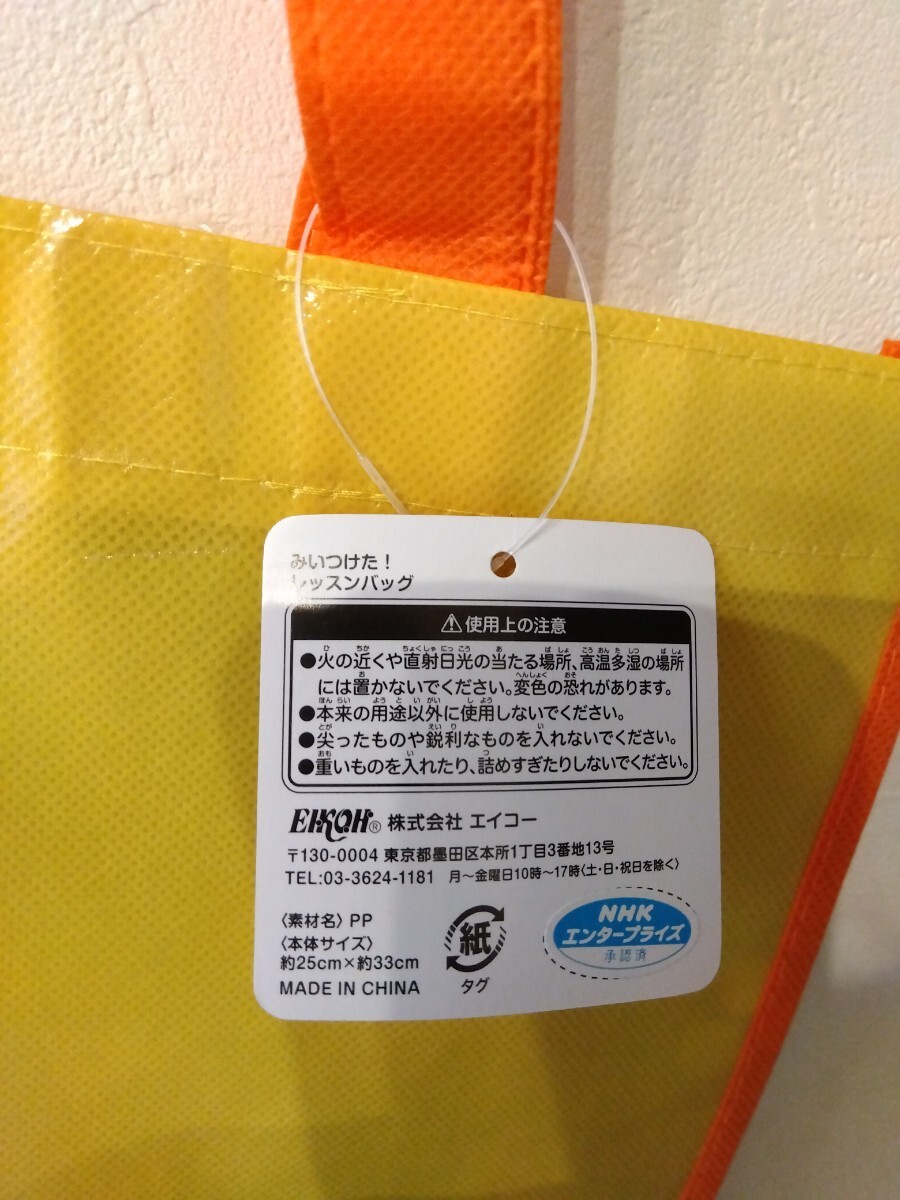 みいつけた！
レッスンバッグ
⚠使用上の注意
●火の近くや直射日光の当たる場所、高温多湿の場所
には置かないでください。変色の恐れがあります。
●本来の用途以外に使用しないでください。
●尖ったものや鋭利なものを入れないでください。
●重いものを入れたり、詰めすぎたりしないでください。
EIKOH® 株式会社 エイコー
〒130-0004 東京都墨田区本所1丁目3番地13号
TEL:03-3624-1181 月～金曜日10時～17時〈土・日・祝日を除く〉
〈素材名〉PP
〈本体サイズ〉
約25cm×約33cm
MADE IN CHINA
紙
タグ
NHK
エンタープライズ
承認済